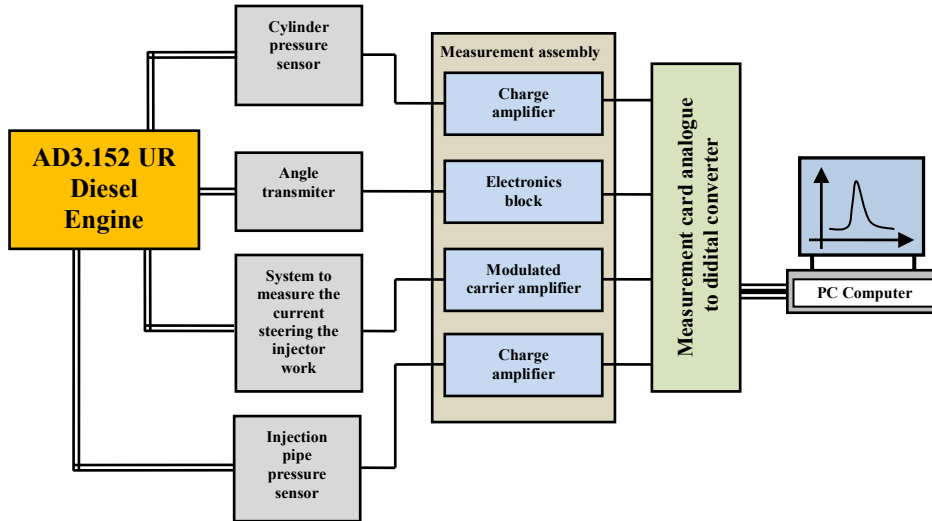 Cylinder
pressure
sensor
Measurement assembly
Charge
amplifier
AD3.152 UR
Diesel
Engine
Angle
transmiter
Electronics
block
System to
measure the
current
steering the
injector
work
Modulated
carrier amplifier
Charge
amplifier
Injection
pipe
pressure
sensor
Measurement card analogue
to didital converter
PC Computer